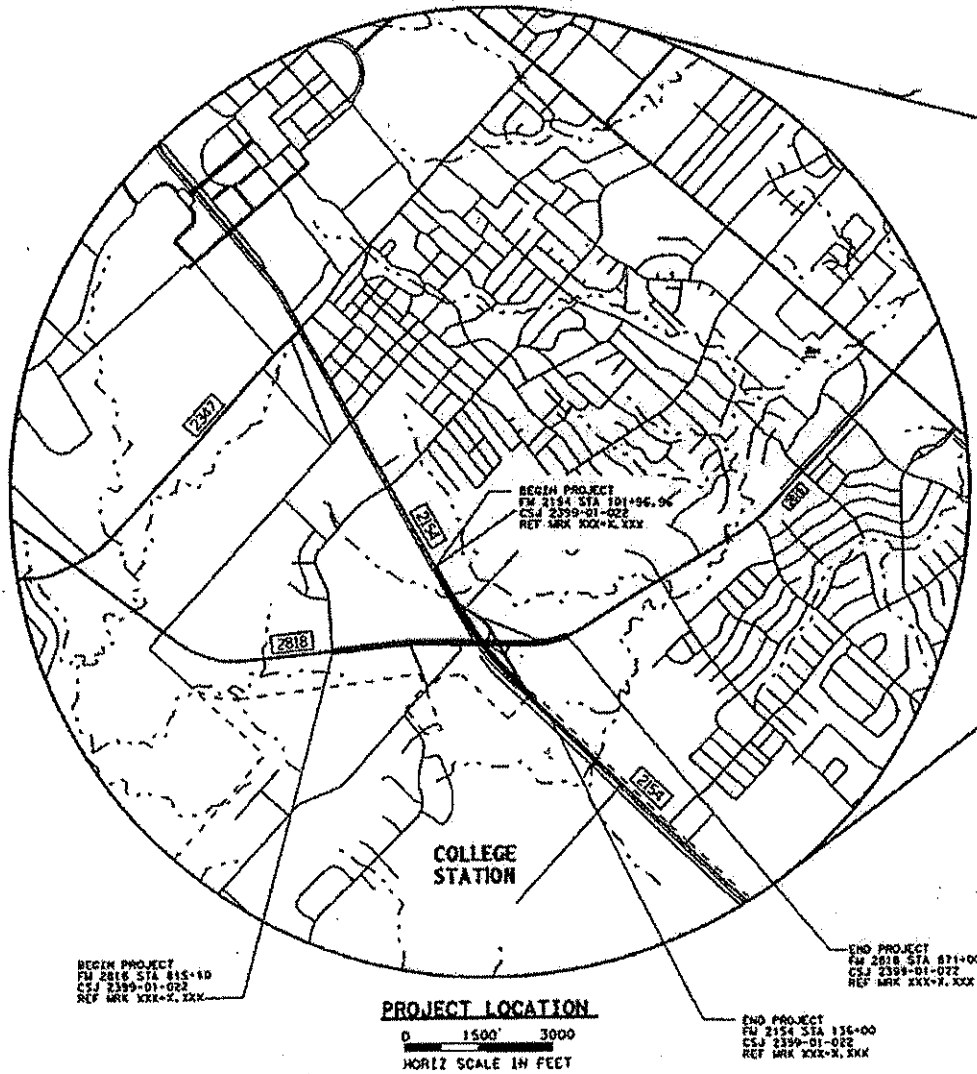 2347
2154
BEGIN PROJECT
FM 2154 STA 101+96.96
CSJ 2399-01-022
REF MRK XXX+X.XXX
2818
2818
2154
COLLEGE
STATION
BEGIN PROJECT
FM 2818 STA 815+10
CSJ 2399-01-022
REF MRK XXX+X.XXX
END PROJECT
FM 2818 STA 871+00
CSJ 2399-01-022
REF MRK XXX+X.XXX
END PROJECT
FM 2154 STA 136+00
CSJ 2399-01-022
REF MRK XXX+X.XXX
PROJECT LOCATION
0 1500' 3000
HORIZ SCALE IN FEET